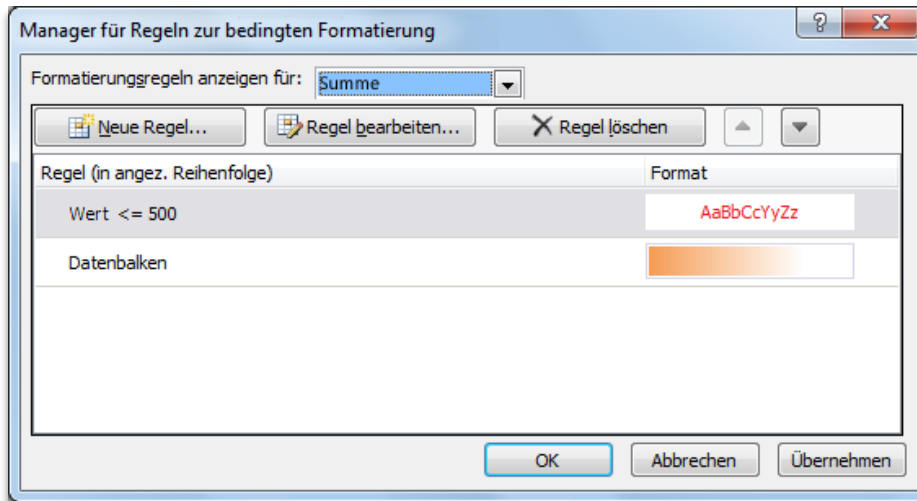 Manager für Regeln zur bedingten Formatierung
?
Formatierungsregeln anzeigen für: Summe
Neue Regel... Regel bearbeiten... Regel löschen
Regel (in angez. Reihenfolge) Format
Wert <= 500 AaBbCcYyZz
Datenbalken
OK Abbrechen Übernehmen